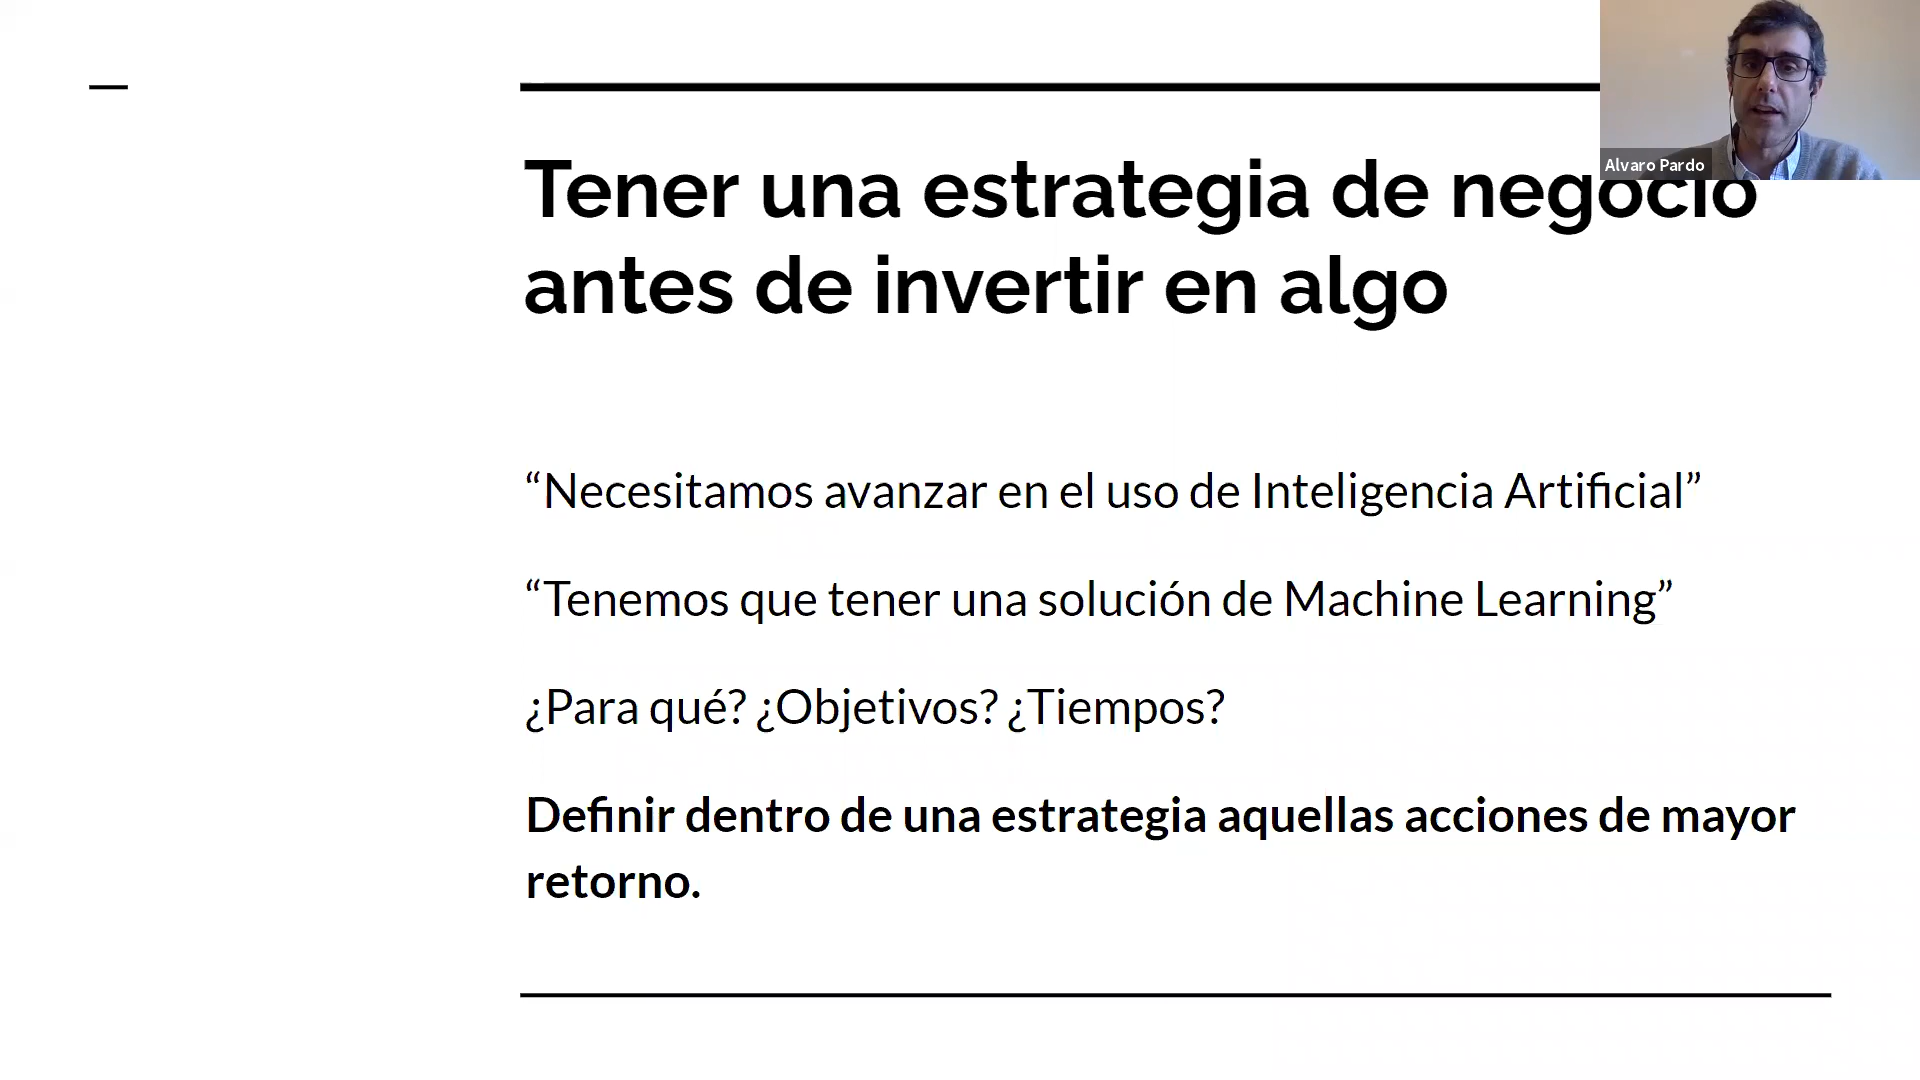 Alvaro Pardo
Tener una estrategia de negocio
antes de invertir en algo
“Necesitamos avanzar en el uso de Inteligencia Artificial”
“Tenemos que tener una solución de Machine Learning”
¿Para qué? ¿Objetivos? ¿Tiempos?
Definir dentro de una estrategia aquellas acciones de mayor
retorno.